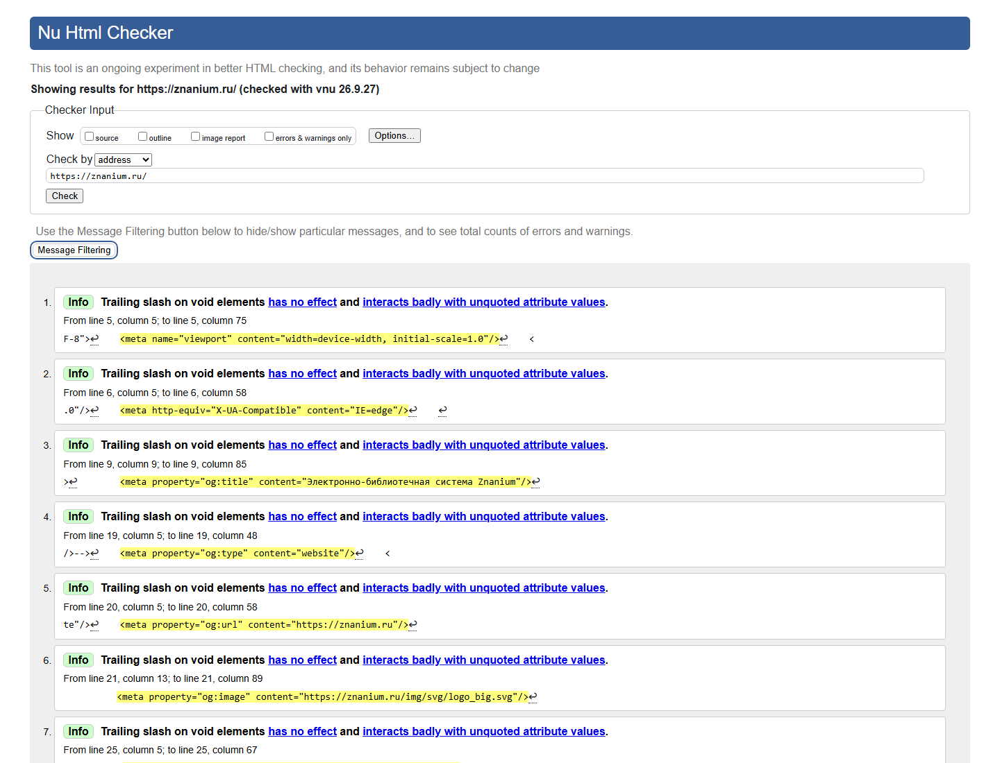 Nu Html Checker
This tool is an ongoing experiment in better HTML checking, and its behavior remains subject to change
Showing results for https://znanium.ru/ (checked with vnu 26.9.27)
Checker Input
Show source outline image report errors & warnings only Options...
Check by address
https://znanium.ru/
Check
Use the Message Filtering button below to hide/show particular messages, and to see total counts of errors and warnings.
Message Filtering
1. Info Trailing slash on void elements has no effect and interacts badly with unquoted attribute values.
From line 5, column 5; to line 5, column 75
F-8">↩ <meta name="viewport" content="width=device-width, initial-scale=1.0"/>↩ <
2. Info Trailing slash on void elements has no effect and interacts badly with unquoted attribute values.
From line 6, column 5; to line 6, column 58
.0"/>↩ <meta http-equiv="X-UA-Compatible" content="IE=edge"/>↩ ↩
3. Info Trailing slash on void elements has no effect and interacts badly with unquoted attribute values.
From line 9, column 9; to line 9, column 85
>↩ <meta property="og:title" content="Электронно-библиотечная система Znanium"/>↩
4. Info Trailing slash on void elements has no effect and interacts badly with unquoted attribute values.
From line 19, column 5; to line 19, column 48
/>-->↩ <meta property="og:type" content="website"/>↩ <
5. Info Trailing slash on void elements has no effect and interacts badly with unquoted attribute values.
From line 20, column 5; to line 20, column 58
te"/>↩ <meta property="og:url" content="https://znanium.ru"/>↩
6. Info Trailing slash on void elements has no effect and interacts badly with unquoted attribute values.
From line 21, column 13; to line 21, column 89
<meta property="og:image" content="https://znanium.ru/img/svg/logo_big.svg"/>↩
7. Info Trailing slash on void elements has no effect and interacts badly with unquoted attribute values.
From line 25, column 5; to line 25, column 67